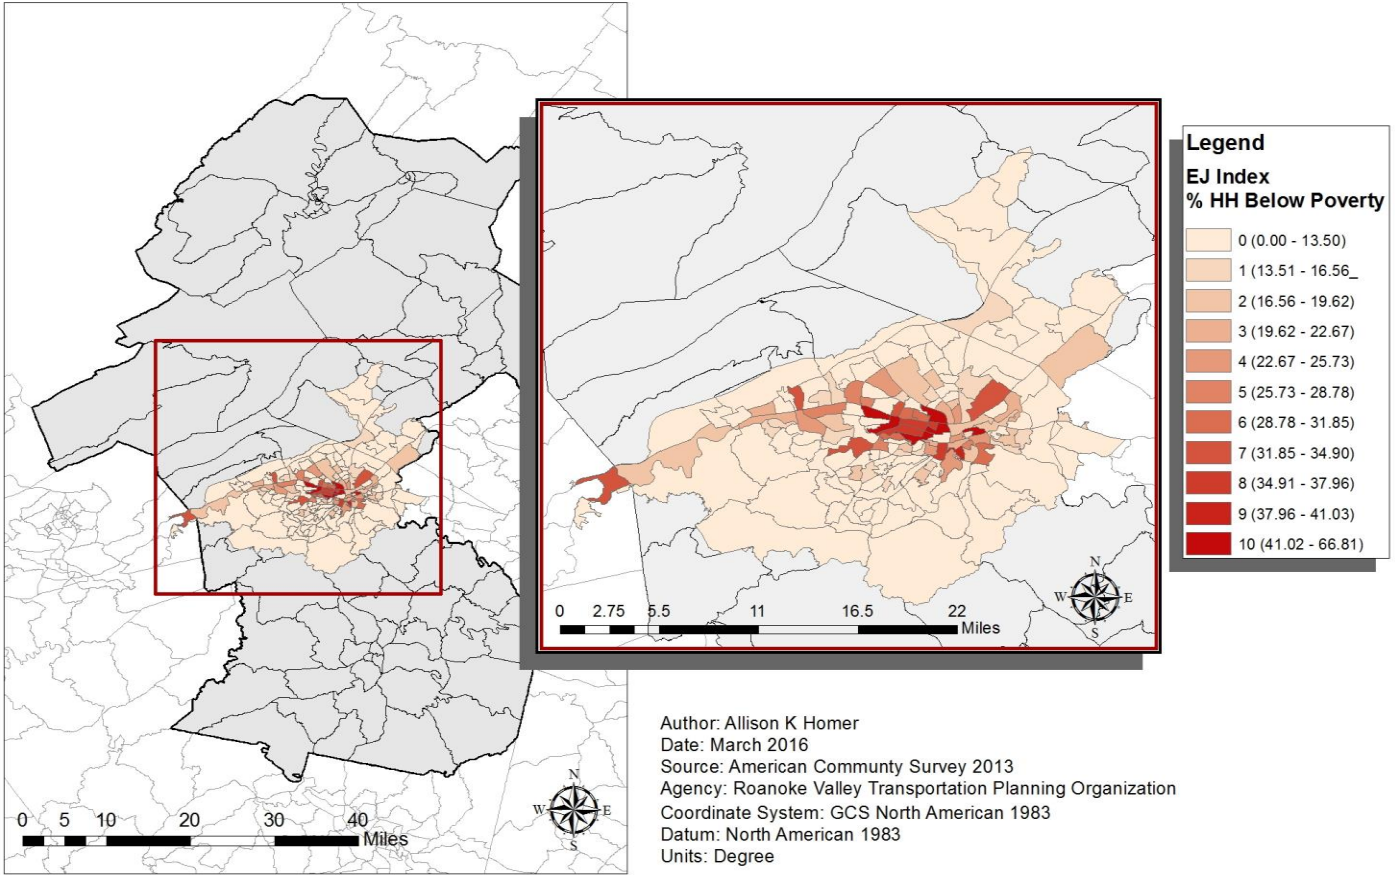 Legend
EJ Index
% HH Below Poverty
0 (0.00 - 13.50)
1 (13.51 - 16.56_
2 (16.56 - 19.62)
3 (19.62 - 22.67)
4 (22.67 - 25.73)
5 (25.73 - 28.78)
6 (28.78 - 31.85)
7 (31.85 - 34.90)
8 (34.91 - 37.96)
9 (37.96 - 41.03)
10 (41.02 - 66.81)
N
W E
S
0 2.75 5.5 11 16.5 22
Miles
Author: Allison K Homer
Date: March 2016
Source: American Communty Survey 2013
Agency: Roanoke Valley Transportation Planning Organization
Coordinate System: GCS North American 1983
Datum: North American 1983
Units: Degree
N
W E
S
0 5 10 20 30 40
Miles